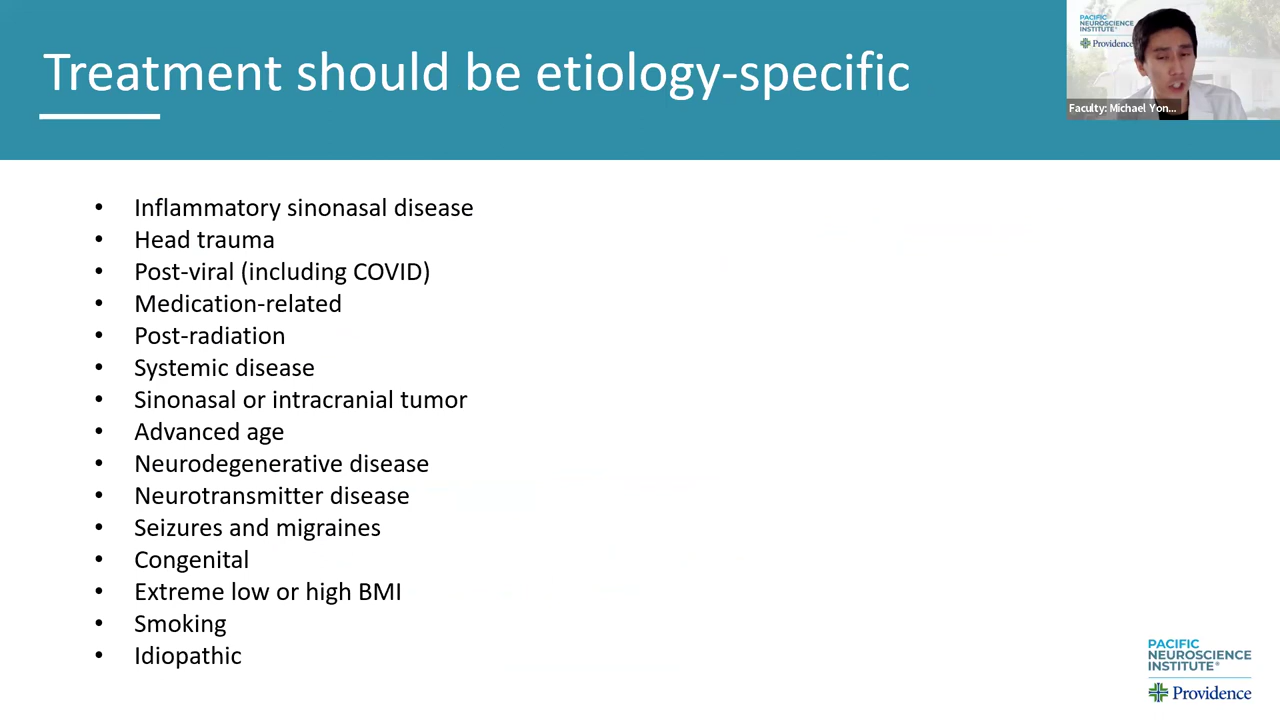 Treatment should be etiology-specific
PACIFIC
NEUROSCIENCE
INSTITUTE®
Providence
Faculty: Michael Yon...
• Inflammatory sinonasal disease
• Head trauma
• Post-viral (including COVID)
• Medication-related
• Post-radiation
• Systemic disease
• Sinonasal or intracranial tumor
• Advanced age
• Neurodegenerative disease
• Neurotransmitter disease
• Seizures and migraines
• Congenital
• Extreme low or high BMI
• Smoking
• Idiopathic
PACIFIC
NEUROSCIENCE
INSTITUTE®
Providence